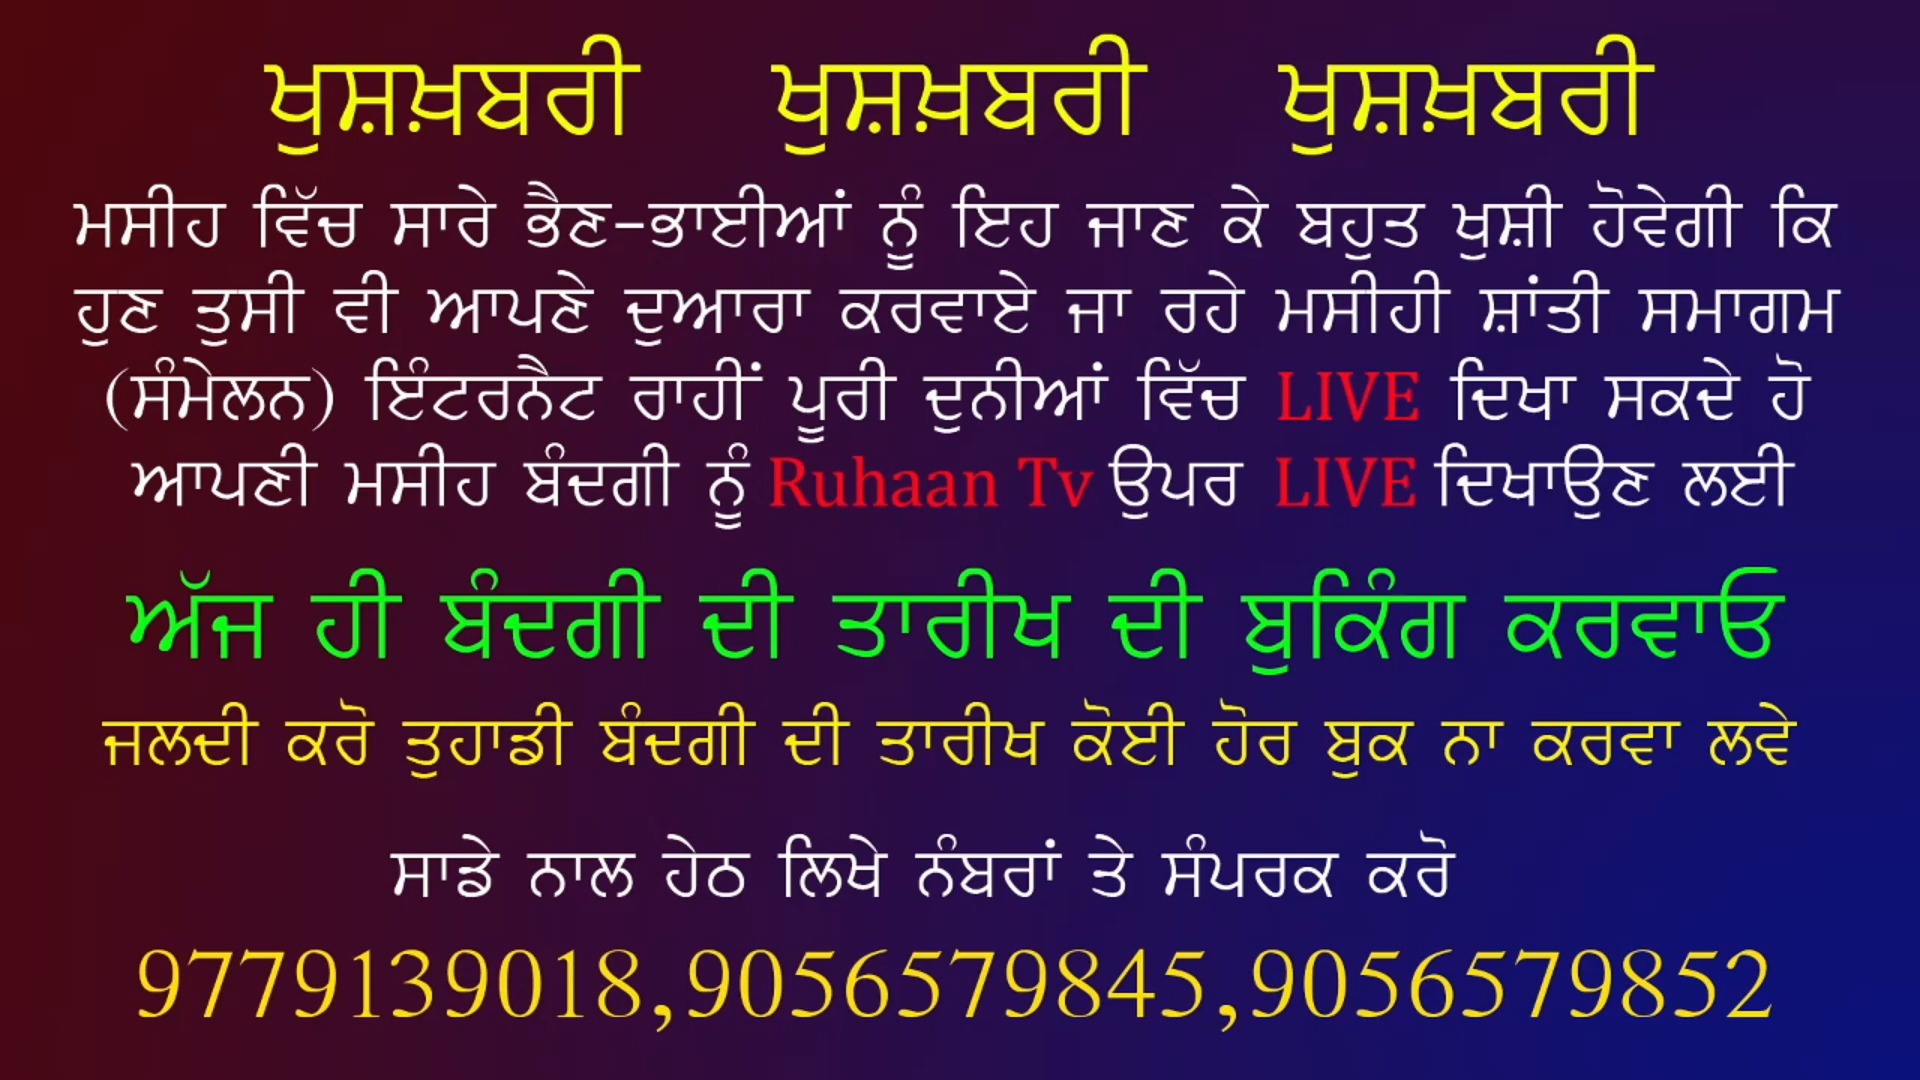 ਖੁਸ਼ਖ਼ਬਰੀ ਖੁਸ਼ਖ਼ਬਰੀ ਖੁਸ਼ਖ਼ਬਰੀ
ਮਸੀਹ ਵਿੱਚ ਸਾਰੇ ਭੈਣ-ਭਾਈਆਂ ਨੂੰ ਇਹ ਜਾਣ ਕੇ ਬਹੁਤ ਖੁਸ਼ੀ ਹੋਵੇਗੀ ਕਿ
ਹੁਣ ਤੁਸੀ ਵੀ ਆਪਣੇ ਦੁਆਰਾ ਕਰਵਾਏ ਜਾ ਰਹੇ ਮਸੀਹੀ ਸ਼ਾਂਤੀ ਸਮਾਗਮ
(ਸੰਮੇਲਨ) ਇੰਟਰਨੈਟ ਰਾਹੀਂ ਪੂਰੀ ਦੁਨੀਆਂ ਵਿੱਚ LIVE ਦਿਖਾ ਸਕਦੇ ਹੋ
ਆਪਣੀ ਮਸੀਹ ਬੰਦਗੀ ਨੂੰ Ruhaan Tv ਉਪਰ LIVE ਦਿਖਾਉਣ ਲਈ
ਅੱਜ ਹੀ ਬੰਦਗੀ ਦੀ ਤਾਰੀਖ ਦੀ ਬੁਕਿੰਗ ਕਰਵਾਓ
ਜਲਦੀ ਕਰੋ ਤੁਹਾਡੀ ਬੰਦਗੀ ਦੀ ਤਾਰੀਖ ਕੋਈ ਹੋਰ ਬੁਕ ਨਾ ਕਰਵਾ ਲਵੇ
ਸਾਡੇ ਨਾਲ ਹੇਠ ਲਿਖੇ ਨੰਬਰਾਂ ਤੇ ਸੰਪਰਕ ਕਰੋ
9779139018,9056579845,9056579852